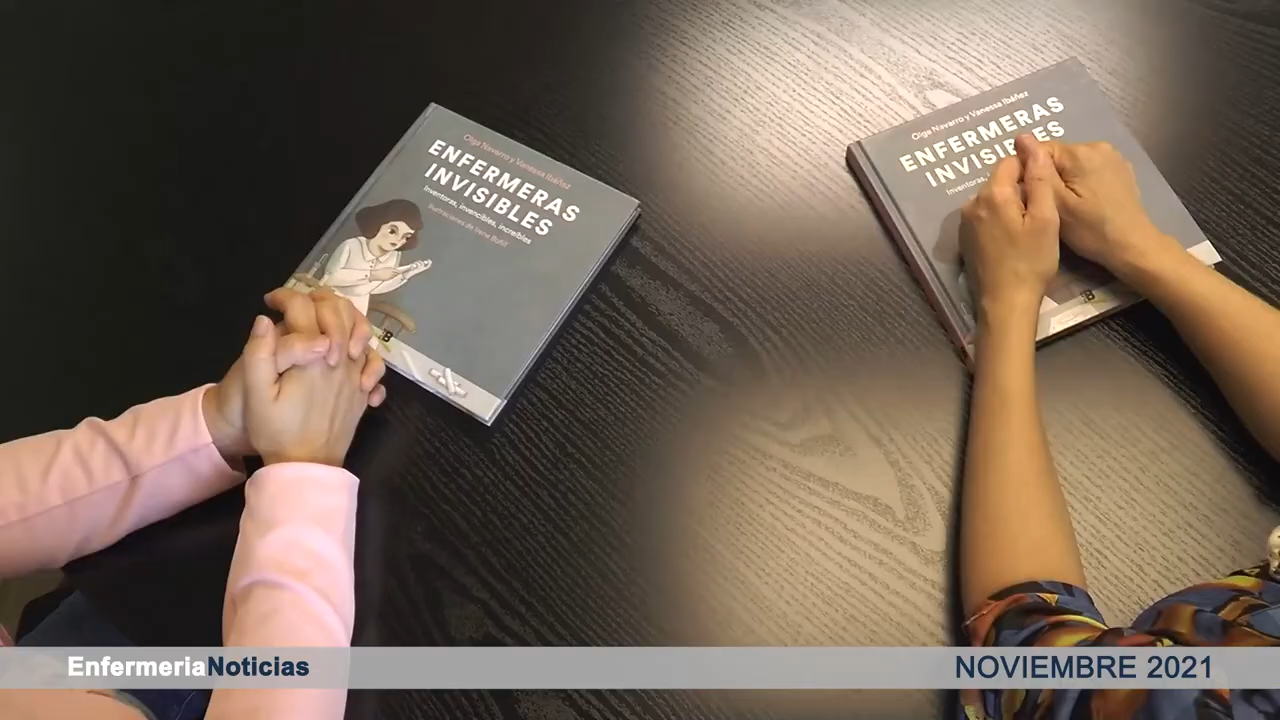 Olga Navarro y Vanessa Ibáñez
ENFERMERAS
INVISIBLES
Inventoras, invencibles, increíbles
Ilustraciones de Irene Bofill
B
Olga Navarro y Vanessa Ibáñez
ENFERMERAS
Inventoras,
B
EnfermeriaNoticias
NOVIEMBRE 2021